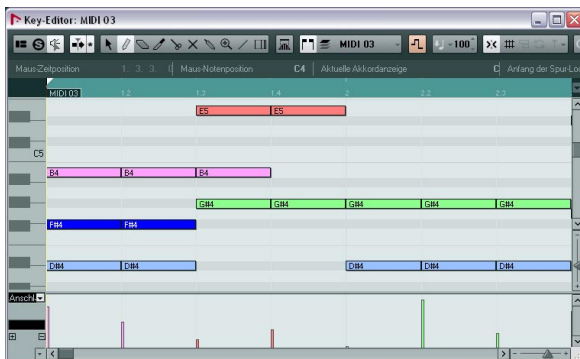 Key-Editor: MIDI 03
MIDI 03 100
Maus-Zeitposition 1. 3. 3. Maus-Notenposition C4 Aktuelle Akkordanzeige C Anfang der Spur-Loo
MIDI 03 1.2 1.3 1.4 2 2.2 2.3
E5 E5
C5
B4 B4 B4
G#4 G#4 G#4 G#4 G#4
F#4 F#4
D#4 D#4 D#4 D#4 D#4
Anschl